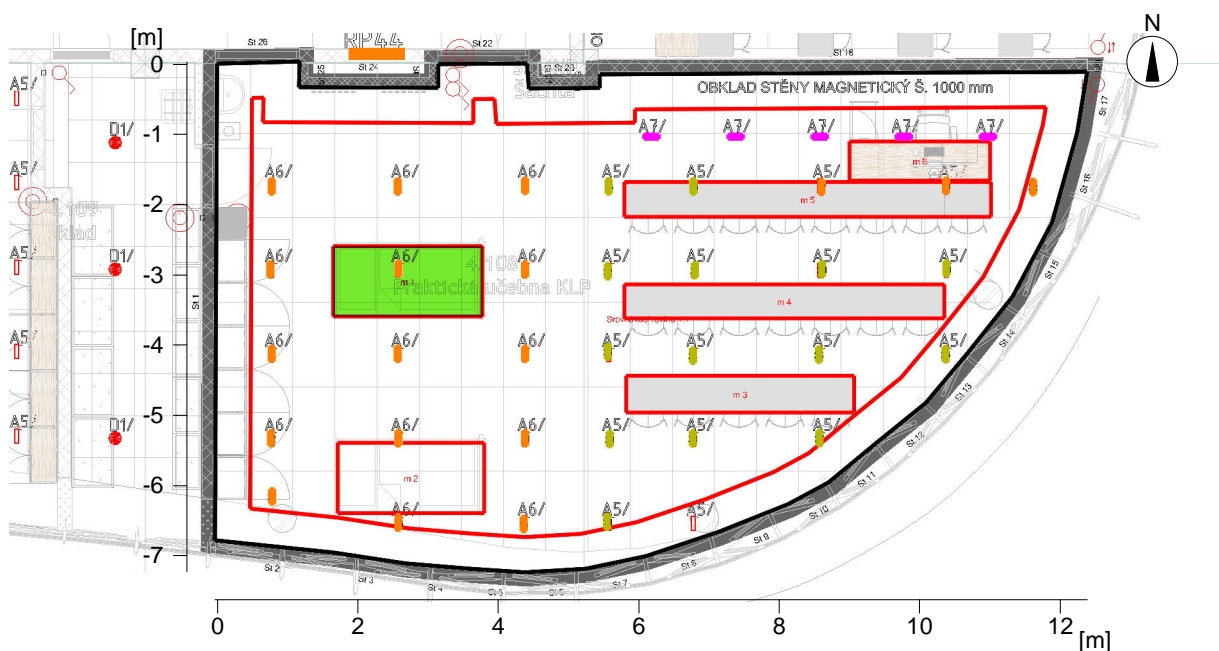 N
[m]
RP44
St 26
St 22
St 24
St 16
St 17
OBKLAD STĚNY MAGNETICKÝ Š. 1000 mm
Šachta
0
A5/
D1/
A7/ A7/ A7/ A7/ A7/
-1
m 6
A5/
A6/ A6/ A6/ A5/ A5/ A5/
m 5
-2
4.109
sklad
St 1
D1/
A5/
A6/ A6/ A6/ A5/ A5/ A5/ A5/
4.108
Praktická učebna KLP
m 1
-3
St 15
m 4
St 14
A5/
A6/ A6/ A6/ A5/ A5/ A5/ A5/
-4
St 13
m 3
A5/
D1/
A6/ A6/ A6/ A5/ A5/ A5/
-5
St 12
m 2
St 11
-6
A6/ A6/ A5/ A5/
St 10
St 9
-7
St 2
St 3
St 4
St 5
St 7
St 8
0 2 4 6 8 10 12
[m]